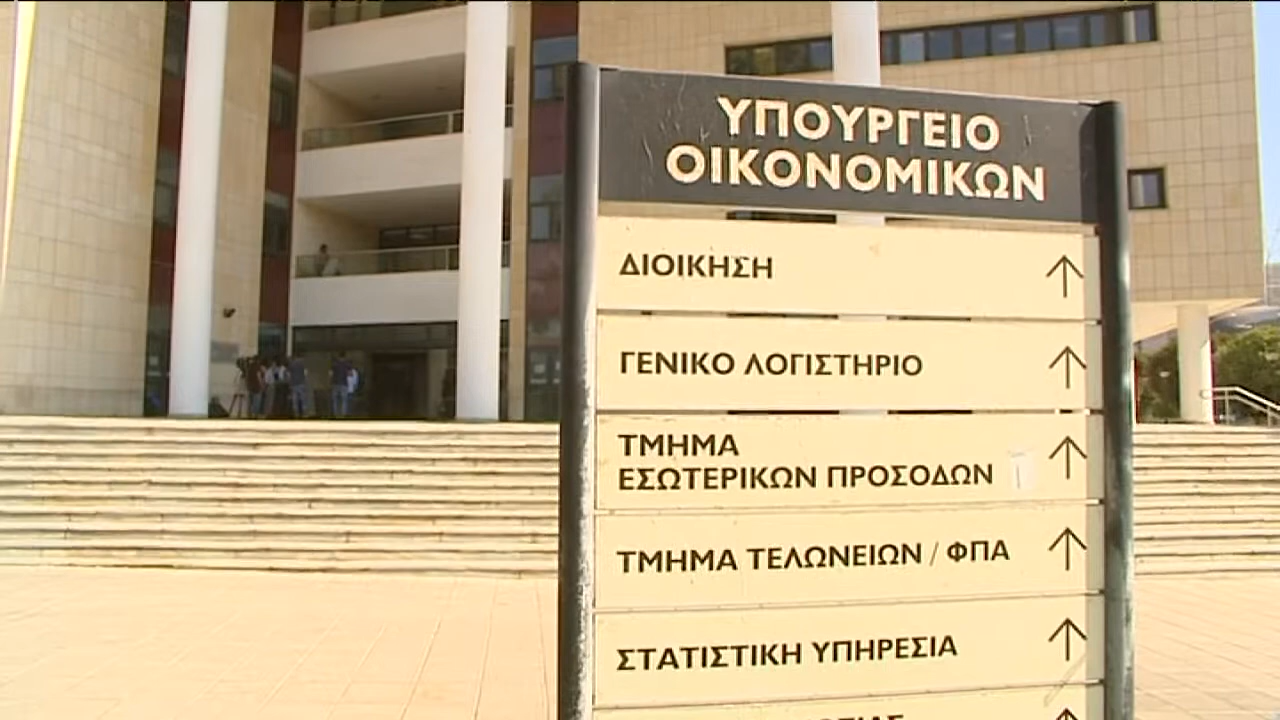 ΥΠΟΥΡΓΕΙΟ
ΟΙΚΟΝΟΜΙΚΩΝ
ΔΙΟΙΚΗΣΗ
ΓΕΝΙΚΟ ΛΟΓΙΣΤΗΡΙΟ
ΤΜΗΜΑ
ΕΣΩΤΕΡΙΚΩΝ ΠΡΟΣΟΔΩΝ
ΤΜΗΜΑ ΤΕΛΩΝΕΙΩΝ / ΦΠΑ
ΣΤΑΤΙΣΤΙΚΗ ΥΠΗΡΕΣΙΑ